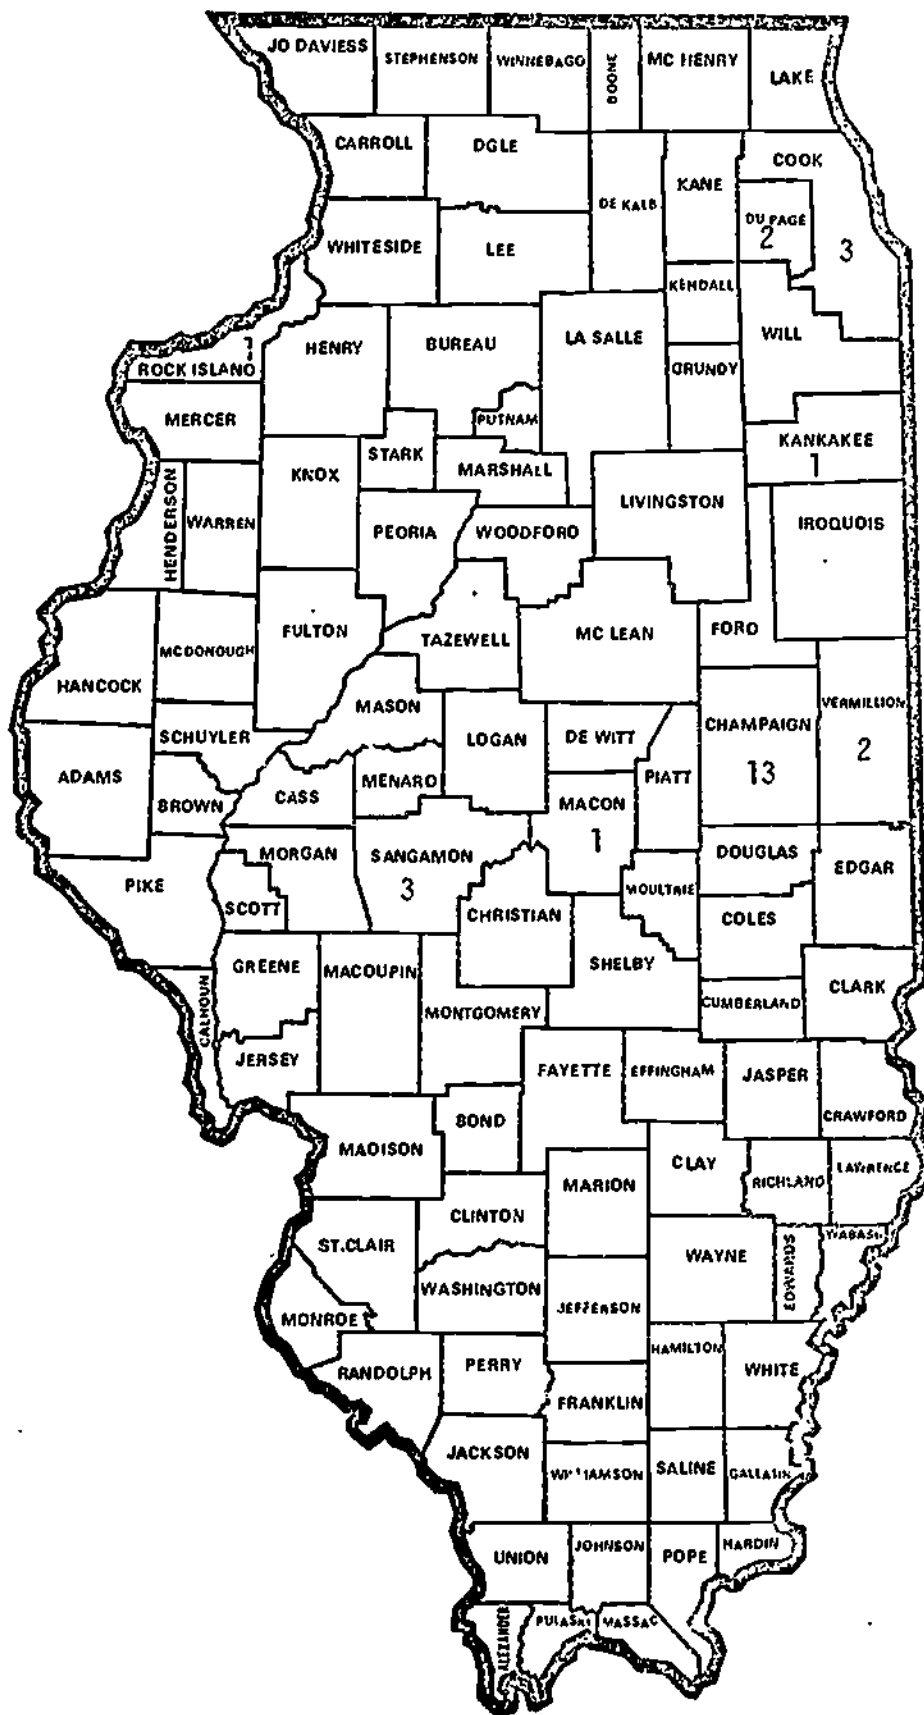 JO DAVIESS
STEPHENSON
WINNEBAGO
BOONE
MC HENRY
LAKE
CARROLL
OGLE
DE KALB
KANE
COOK
3
DU PAGE
2
WHITESIDE
LEE
KENDALL
WILL
ROCK ISLAND
1
HENRY
BUREAU
LA SALLE
GRUNDY
MERCER
PUTNAM
KANKAKEE
1
KNOX
STARK
MARSHALL
HENDERSON
WARREN
PEORIA
WOODFORD
LIVINGSTON
IROQUOIS
FULTON
TAZEWELL
MC LEAN
FORD
HANCOCK
MCDONOUGH
MASON
SCHUYLER
LOGAN
DE WITT
CHAMPAIGN
13
VERMILLION
2
ADAMS
BROWN
CASS
MENARD
PIATT
MACON
1
PIKE
MORGAN
SCOTT
SANGAMON
3
CHRISTIAN
MOULTRIE
DOUGLAS
EDGAR
COLES
SHELBY
GREENE
MACOUPIN
CALHOUN
MONTGOMERY
CUMBERLAND
CLARK
JERSEY
FAYETTE
EFFINGHAM
JASPER
CRAWFORD
BOND
MADISON
CLAY
RICHLAND
LAWRENCE
MARION
CLINTON
ST.CLAIR
WAYNE
EDWARDS
WABASH
WASHINGTON
MONROE
JEFFERSON
HAMILTON
WHITE
RANDOLPH
PERRY
FRANKLIN
JACKSON
WILLIAMSON
SALINE
GALLATIN
UNION
JOHNSON
POPE
HARDIN
ALEXANDER
PULASKI
MASSAC